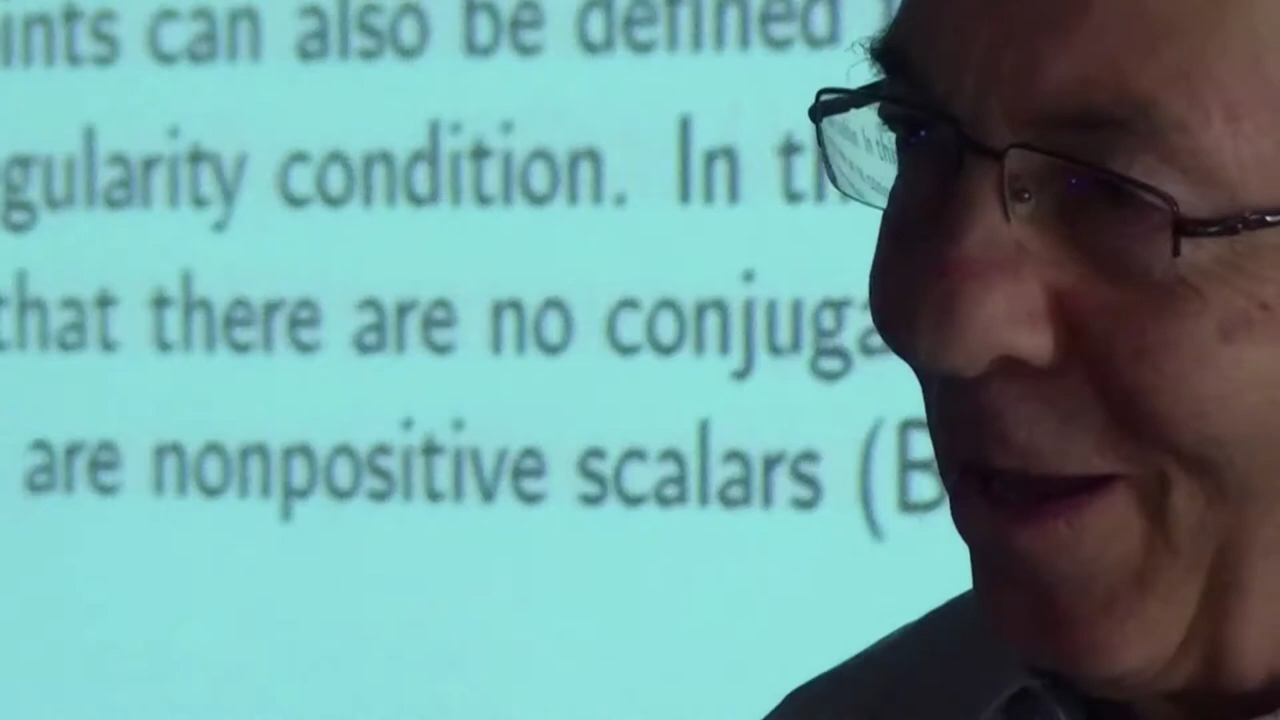 ints can also be defined
gularity condition. In th
that there are no conjuga
are nonpositive scalars (B